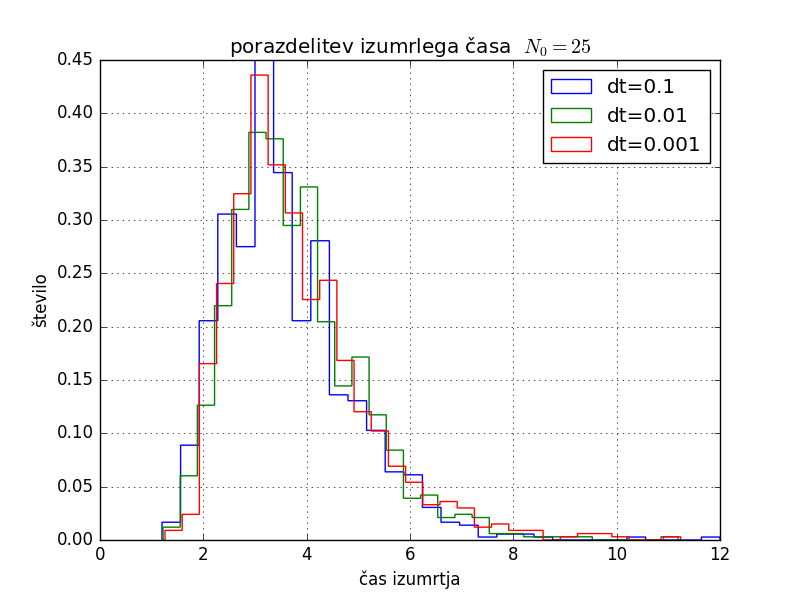 porazdelitev izumrlega časa N₀ = 25
0.45
0.40
0.35
0.30
0.25
0.20
0.15
0.10
0.05
0.00
število
dt=0.1
dt=0.01
dt=0.001
0 2 4 6 8 10 12
čas izumrtja